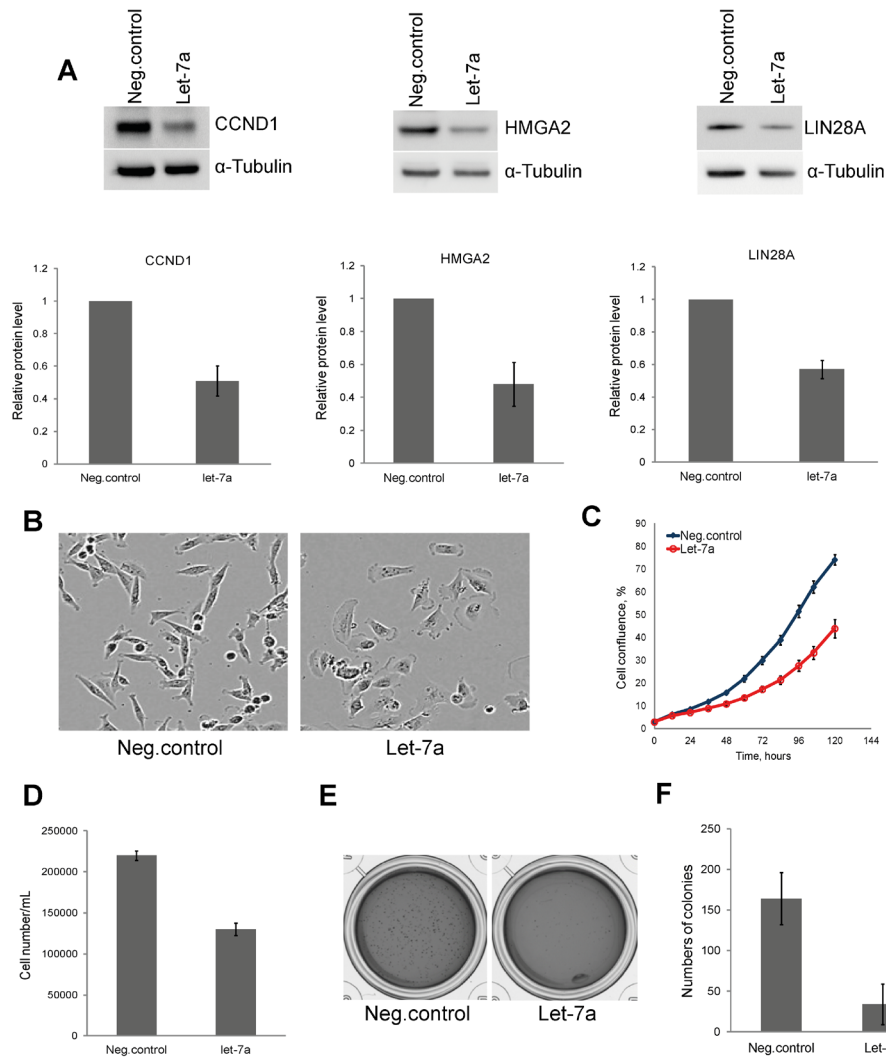 A
Neg.control
Let-7a
CCND1
α-Tubulin
Neg.control
Let-7a
HMGA2
α-Tubulin
Neg.control
Let-7a
LIN28A
α-Tubulin
CCND1
Relative protein level
1.2
1
0.8
0.6
0.4
0.2
0
Neg.control
let-7a
HMGA2
Relative protein level
1.2
1
0.8
0.6
0.4
0.2
0
Neg.control
let-7a
LIN28A
Relative protein level
1.2
1
0.8
0.6
0.4
0.2
0
Neg.control
let-7a
B
Neg.control
Let-7a
C
Cell confluence, %
90
80
70
60
50
40
30
20
10
0
Neg.control
Let-7a
0 24 48 72 96 120 144
Time, hours
D
Cell number/mL
250000
200000
150000
100000
50000
0
Neg.control
let-7a
E
Neg.control
Let-7a
F
Numbers of colonies
250
200
150
100
50
0
Neg.control
Let-